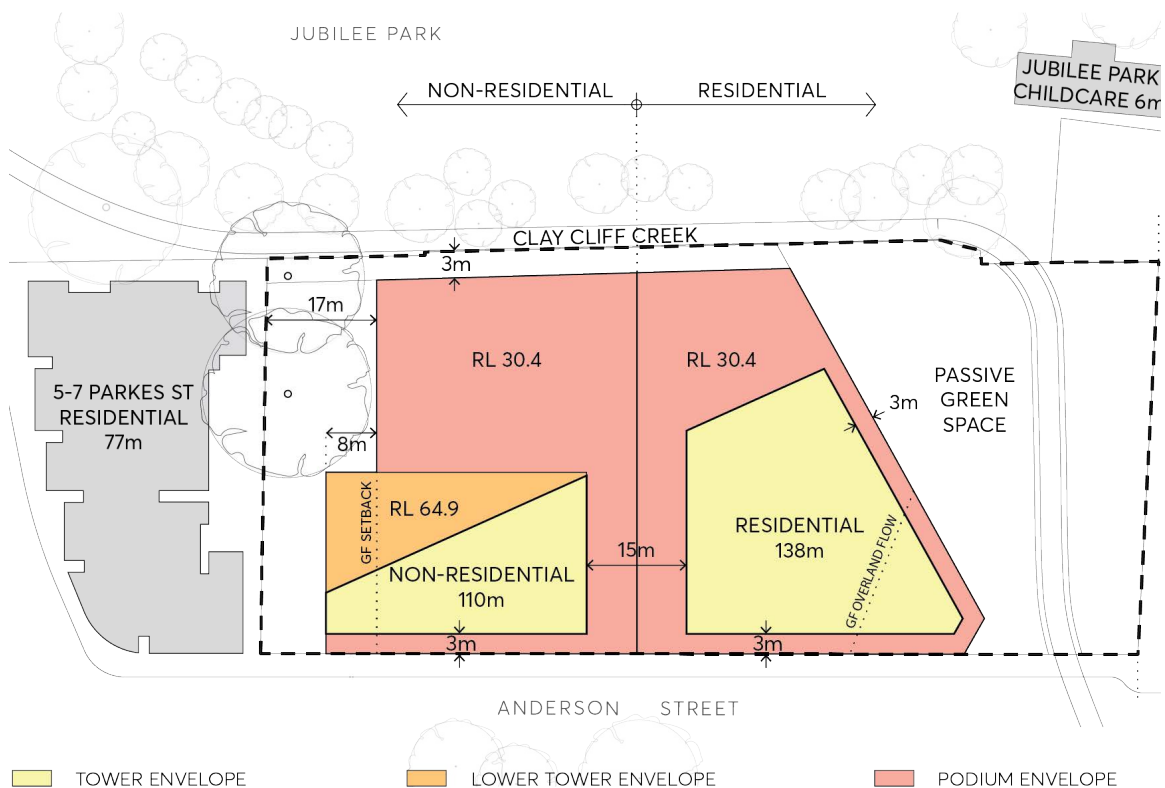 JUBILEE PARK
JUBILEE PARK
CHILDCARE 6m
NON-RESIDENTIAL
RESIDENTIAL
CLAY CLIFF CREEK
3m
17m
RL 30.4
RL 30.4
5-7 PARKES ST
RESIDENTIAL
77m
PASSIVE
GREEN
SPACE
3m
8m
GF SETBACK
RL 64.9
NON-RESIDENTIAL
110m
15m
RESIDENTIAL
138m
GF OVERLAND FLOW
3m
3m
ANDERSON STREET
TOWER ENVELOPE
LOWER TOWER ENVELOPE
PODIUM ENVELOPE